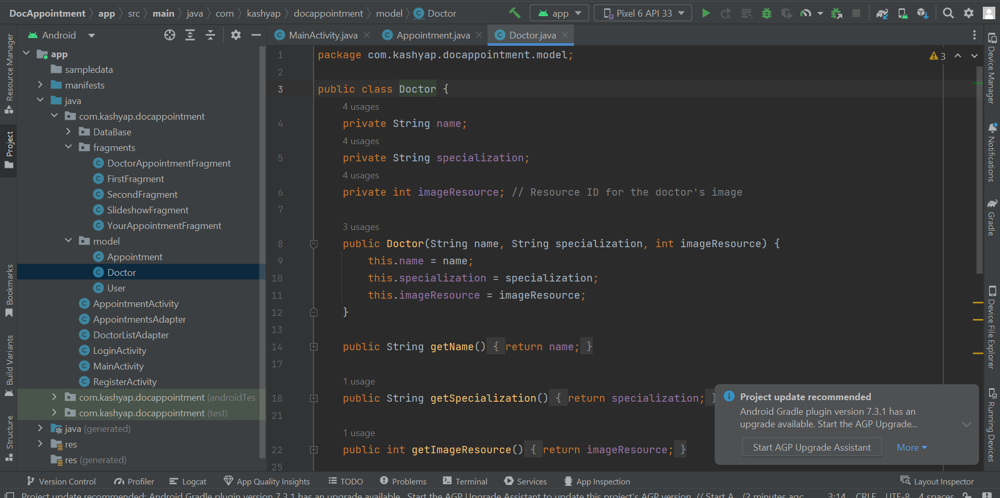 DocAppointment app src main java com kashyap docappointment model Doctor
app
Pixel 6 API 33
Android
MainActivity.java
Appointment.java
Doctor.java
Resource Manager
Project
Bookmarks
Build Variants
Structure
app
sampledata
manifests
java
com.kashyap.docappointment
DataBase
fragments
DoctorAppointmentFragment
FirstFragment
SecondFragment
SlideshowFragment
YourAppointmentFragment
model
Appointment
Doctor
User
AppointmentActivity
AppointmentsAdapter
DoctorListAdapter
LoginActivity
MainActivity
RegisterActivity
com.kashyap.docappointment (androidTes
com.kashyap.docappointment (test)
java (generated)
res
res (generated)
1 package com.kashyap.docappointment.model;
3
2
3 public class Doctor {
4 usages
4 private String name;
4 usages
5 private String specialization;
4 usages
6 private int imageResource; // Resource ID for the doctor's image
7
3 usages
8 public Doctor(String name, String specialization, int imageResource) {
9 this.name = name;
10 this.specialization = specialization;
11 this.imageResource = imageResource;
12 }
13
14 public String getName() { return name; }
17
1 usage
18 public String getSpecialization() { return specialization; }
21
1 usage
22 public int getImageResource() { return imageResource; }
25
Project update recommended
Android Gradle plugin version 7.3.1 has an
upgrade available. Start the AGP Upgrade...
Start AGP Upgrade Assistant
More
Device Manager
Notifications
Gradle
Device File Explorer
Running Devices
Version Control
Profiler
Logcat
App Quality Insights
TODO
Problems
Terminal
Services
App Inspection
Layout Inspector
Project update recommended: Android Gradle plugin version 7.3.1 has an upgrade available. Start the AGP Upgrade Assistant to update this project's AGP version. // Start A... (2 minutes ago
3:14 CRLF UTF-8 4 spaces